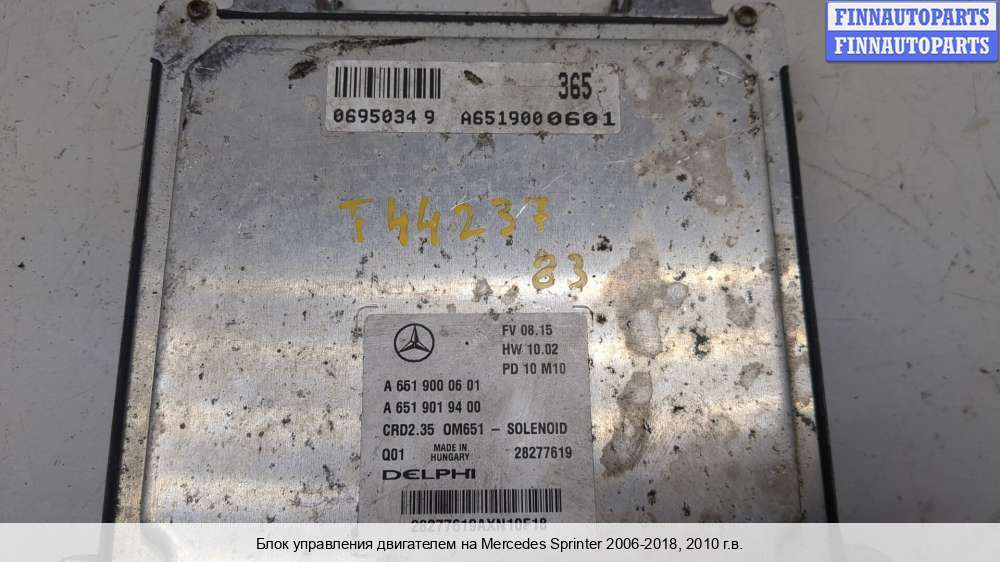 FINNAUTOPARTS
FINNAUTOPARTS
365
0695034 9 A6519000601
T44237
83
FV 08.15
HW 10.02
PD 10 M10
A 651 900 06 01
A 651 901 94 00
CRD2.35 OM651 - SOLENOID
Q01 MADE IN HUNGARY 28277619
DELPHI
28277619AXN10F18
Блок управления двигателем на Mercedes Sprinter 2006-2018, 2010 г.в.